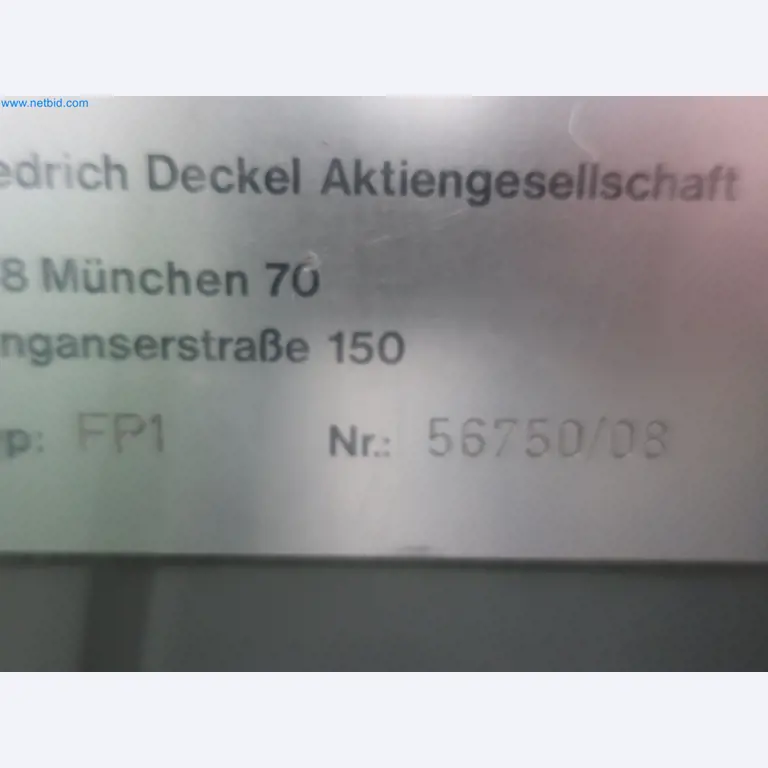 www.netbid.com
edrich Deckel Aktiengesellschaft
8 München 70
nganserstraße 150
p: FP1 Nr.: 56750/08